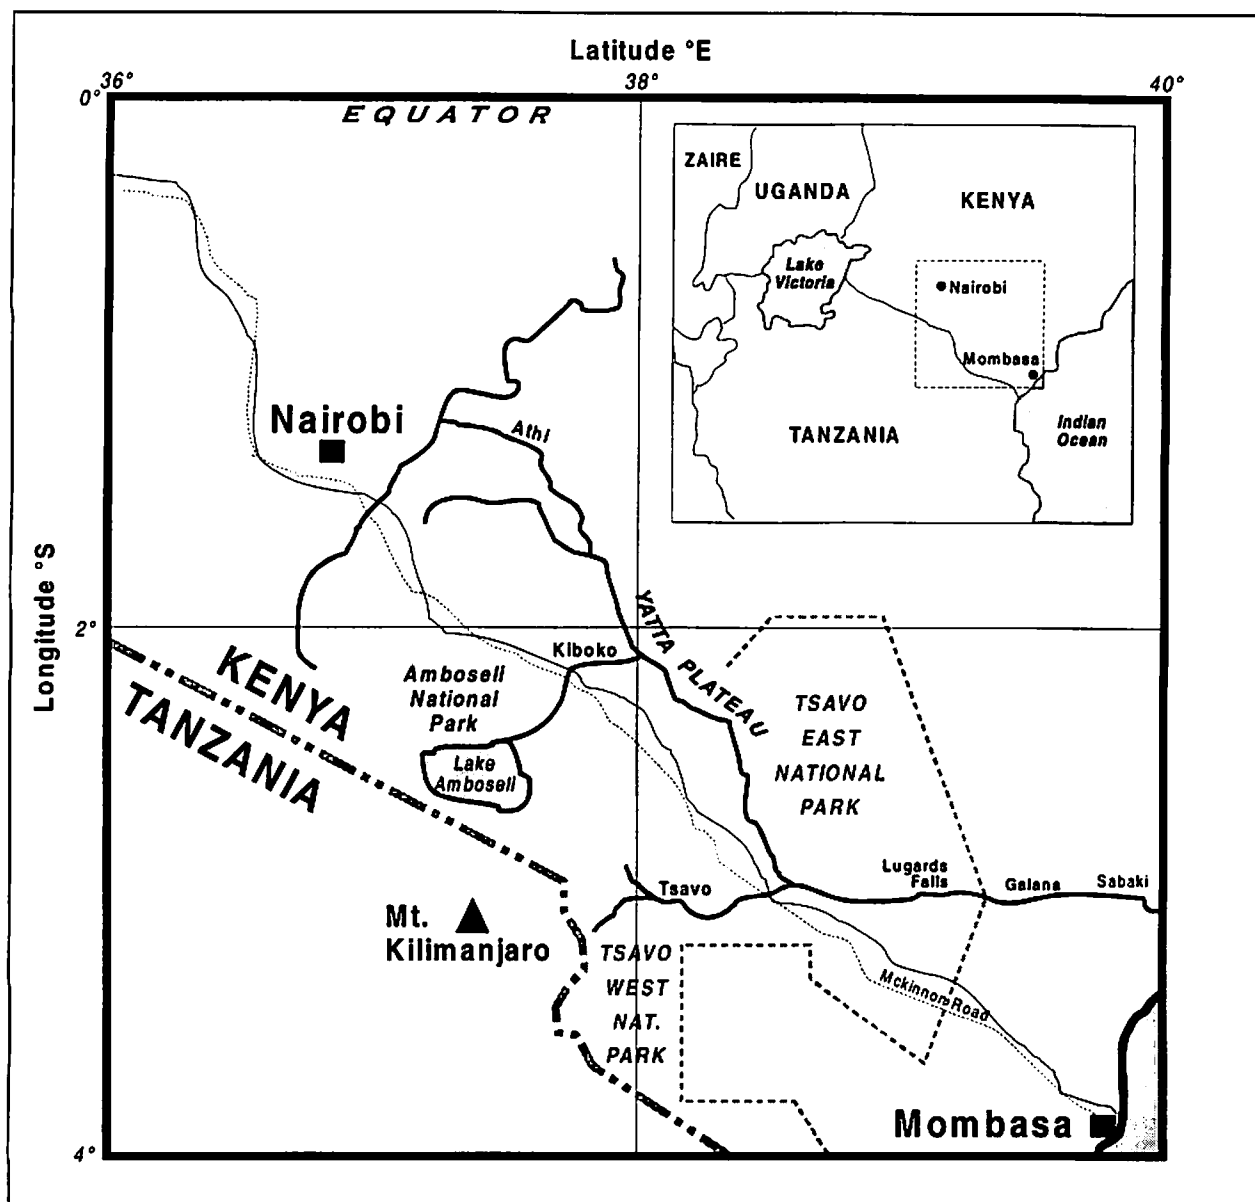 Latitude °E
36°
38°
40°
0°
EQUATOR
ZAIRE
UGANDA
KENYA
Lake
Victoria
Nairobi
Mombasa
TANZANIA
Indian
Ocean
Nairobi
Athi
Longitude °S
2°
YATTA PLATEAU
Kiboko
KENYA
TANZANIA
Amboseli
National
Park
Lake
Amboseli
TSAVO
EAST
NATIONAL
PARK
Lugards
Falls
Galana
Sabaki
Tsavo
Mt.
Kilimanjaro
TSAVO
WEST
NAT.
PARK
Mckinnon Road
Mombasa
4°